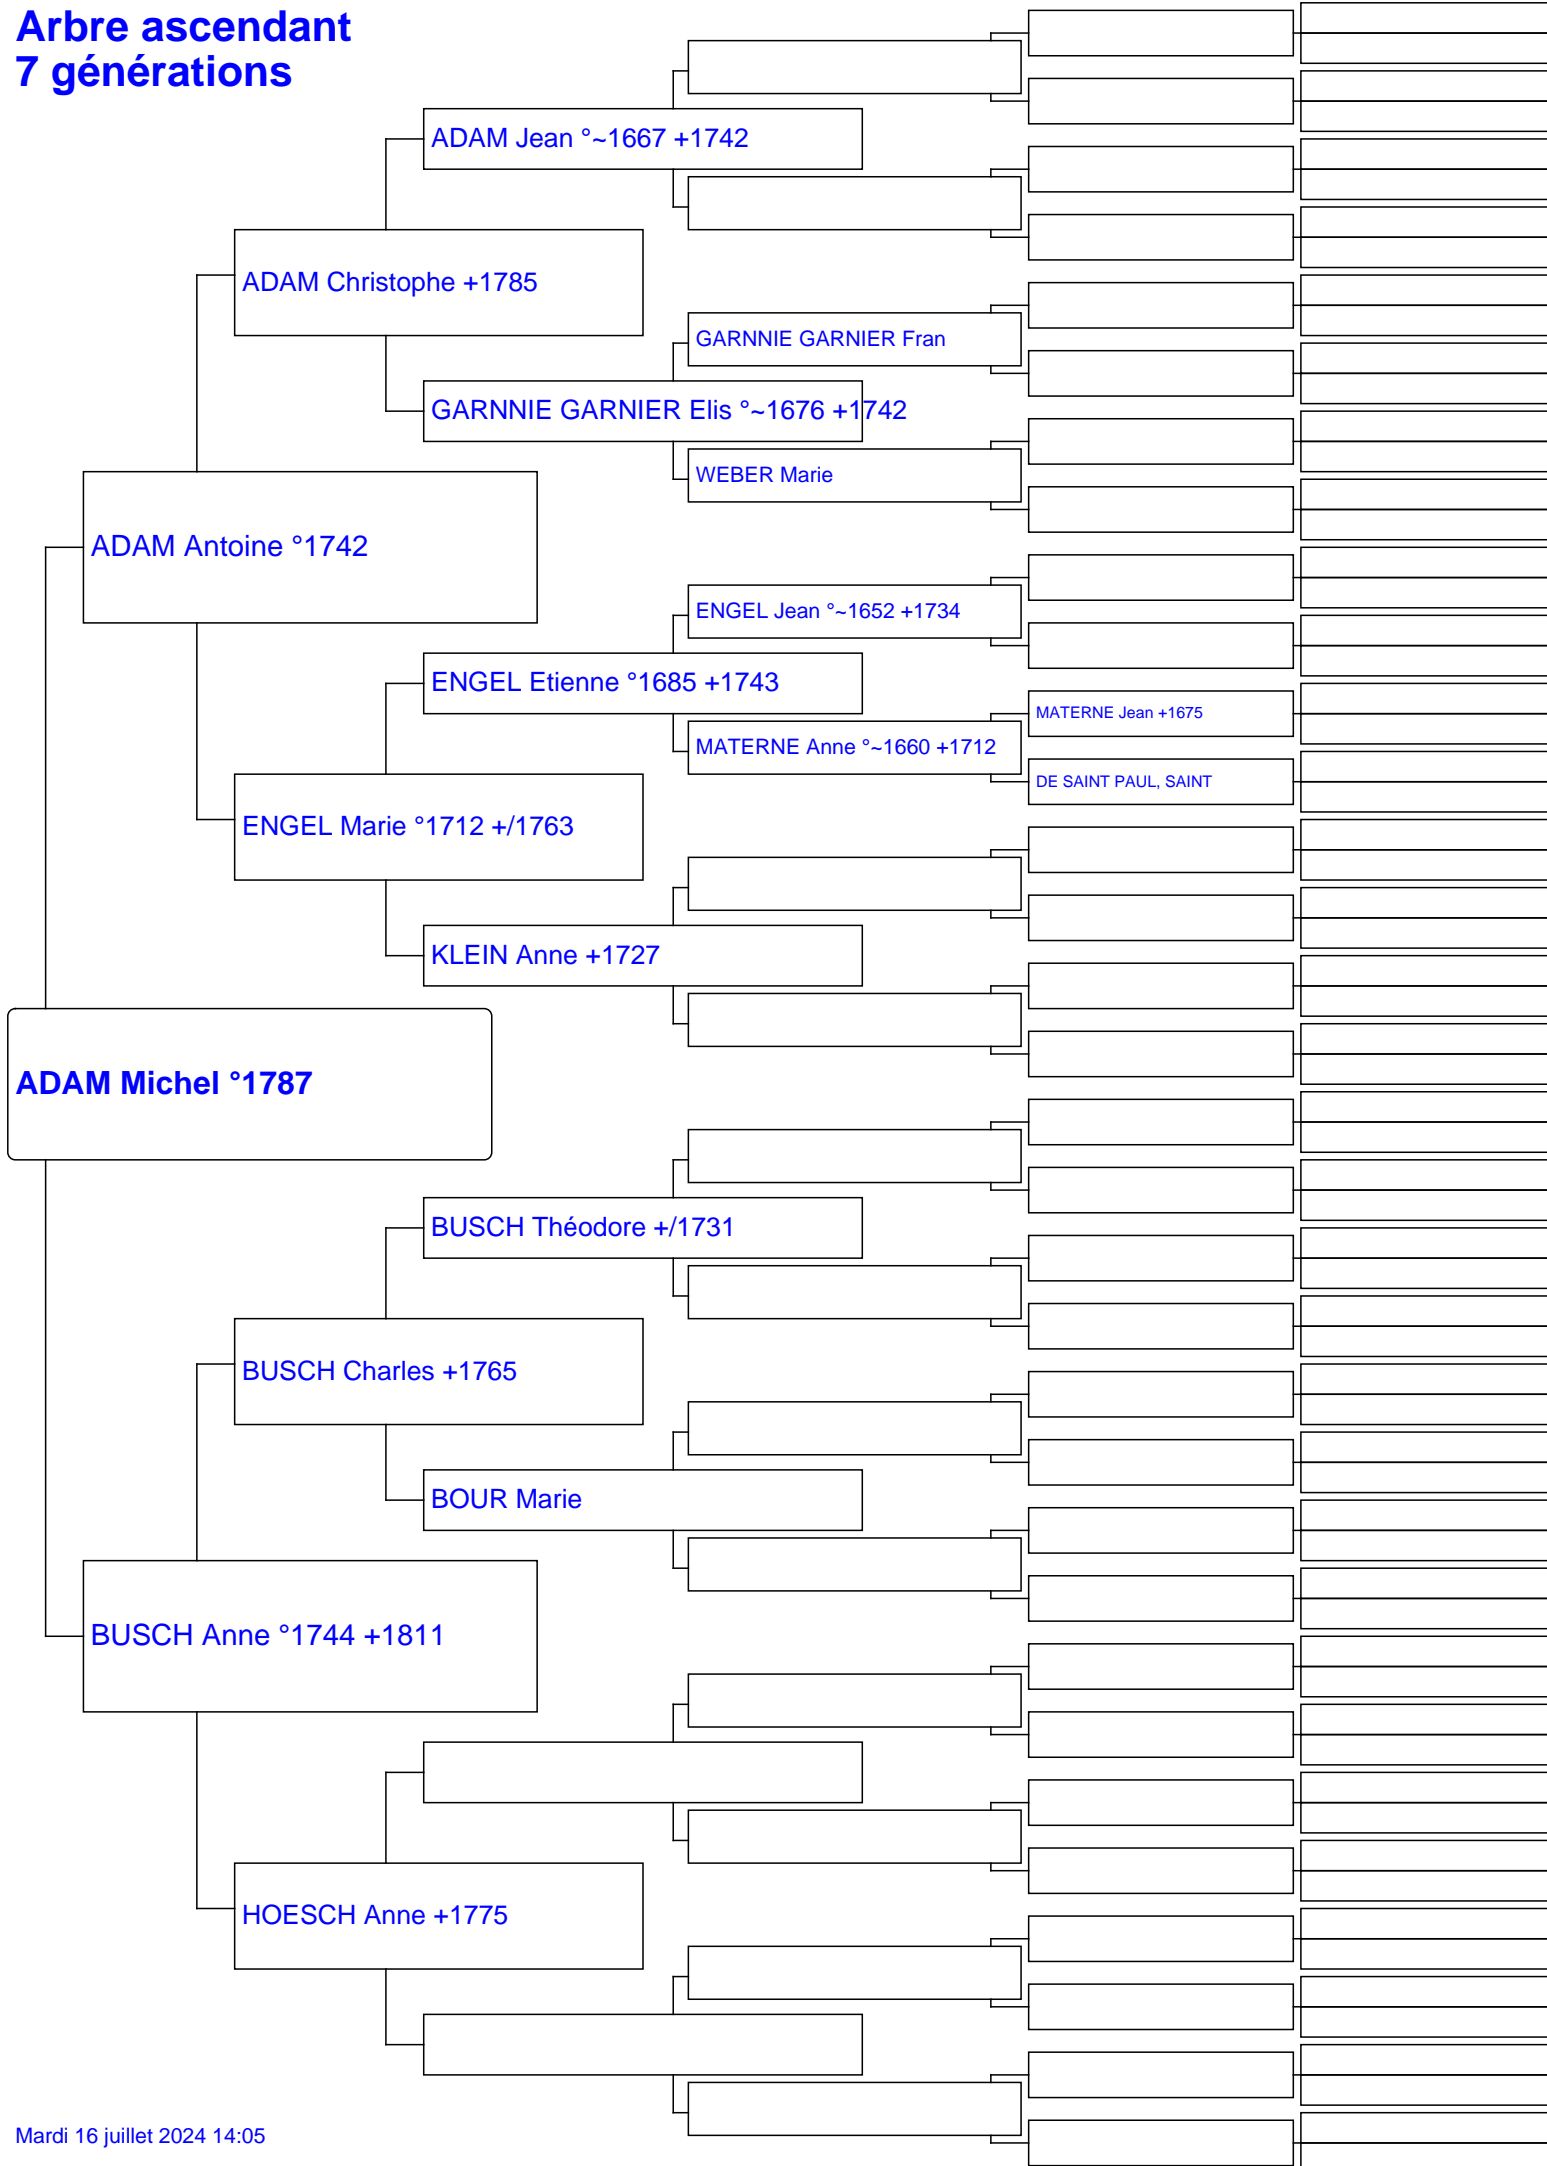 Arbre ascendant
7 générations
ADAM Jean °~1667 +1742
ADAM Christophe +1785
GARNNIE GARNIER Fran
GARNNIE GARNIER Elis °~1676 +1742
WEBER Marie
ADAM Antoine °1742
ENGEL Jean °~1652 +1734
ENGEL Etienne °1685 +1743
MATERNE Jean +1675
MATERNE Anne °~1660 +1712
DE SAINT PAUL, SAINT
ENGEL Marie °1712 +/1763
KLEIN Anne +1727
ADAM Michel °1787
BUSCH Théodore +/1731
BUSCH Charles +1765
BOUR Marie
BUSCH Anne °1744 +1811
HOESCH Anne +1775
Mardi 16 juillet 2024 14:05